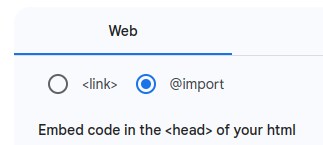 Web
<link> @import
Embed code in the <head> of your html